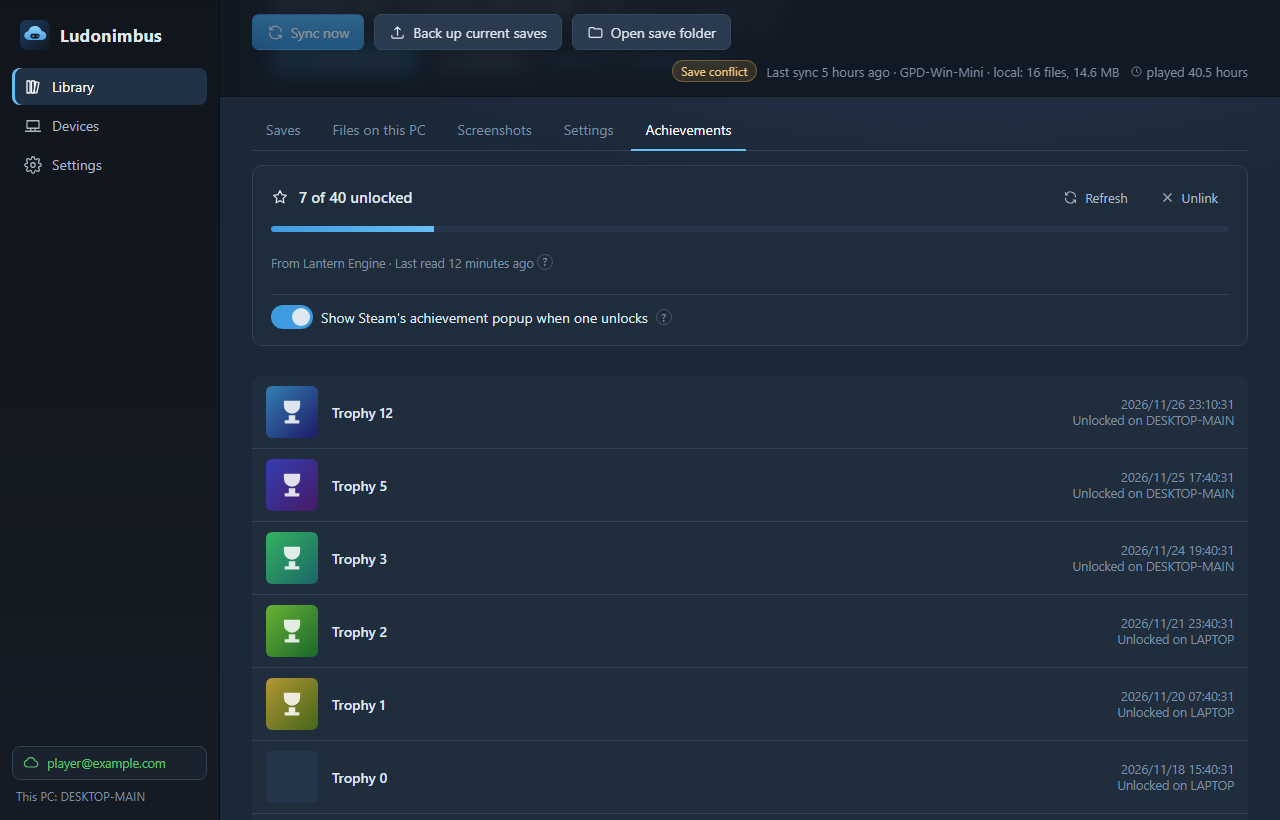 Ludonimbus
Library
Devices
Settings
player@example.com
This PC: DESKTOP-MAIN
Sync now
Back up current saves
Open save folder
Save conflict
Last sync 5 hours ago · GPD-Win-Mini · local: 16 files, 14.6 MB
played 40.5 hours
Saves
Files on this PC
Screenshots
Settings
Achievements
7 of 40 unlocked
Refresh
Unlink
From Lantern Engine · Last read 12 minutes ago ?
Show Steam's achievement popup when one unlocks ?
Trophy 12
2026/11/26 23:10:31
Unlocked on DESKTOP-MAIN
Trophy 5
2026/11/25 17:40:31
Unlocked on DESKTOP-MAIN
Trophy 3
2026/11/24 19:40:31
Unlocked on DESKTOP-MAIN
Trophy 2
2026/11/21 23:40:31
Unlocked on LAPTOP
Trophy 1
2026/11/20 07:40:31
Unlocked on LAPTOP
Trophy 0
2026/11/18 15:40:31
Unlocked on LAPTOP